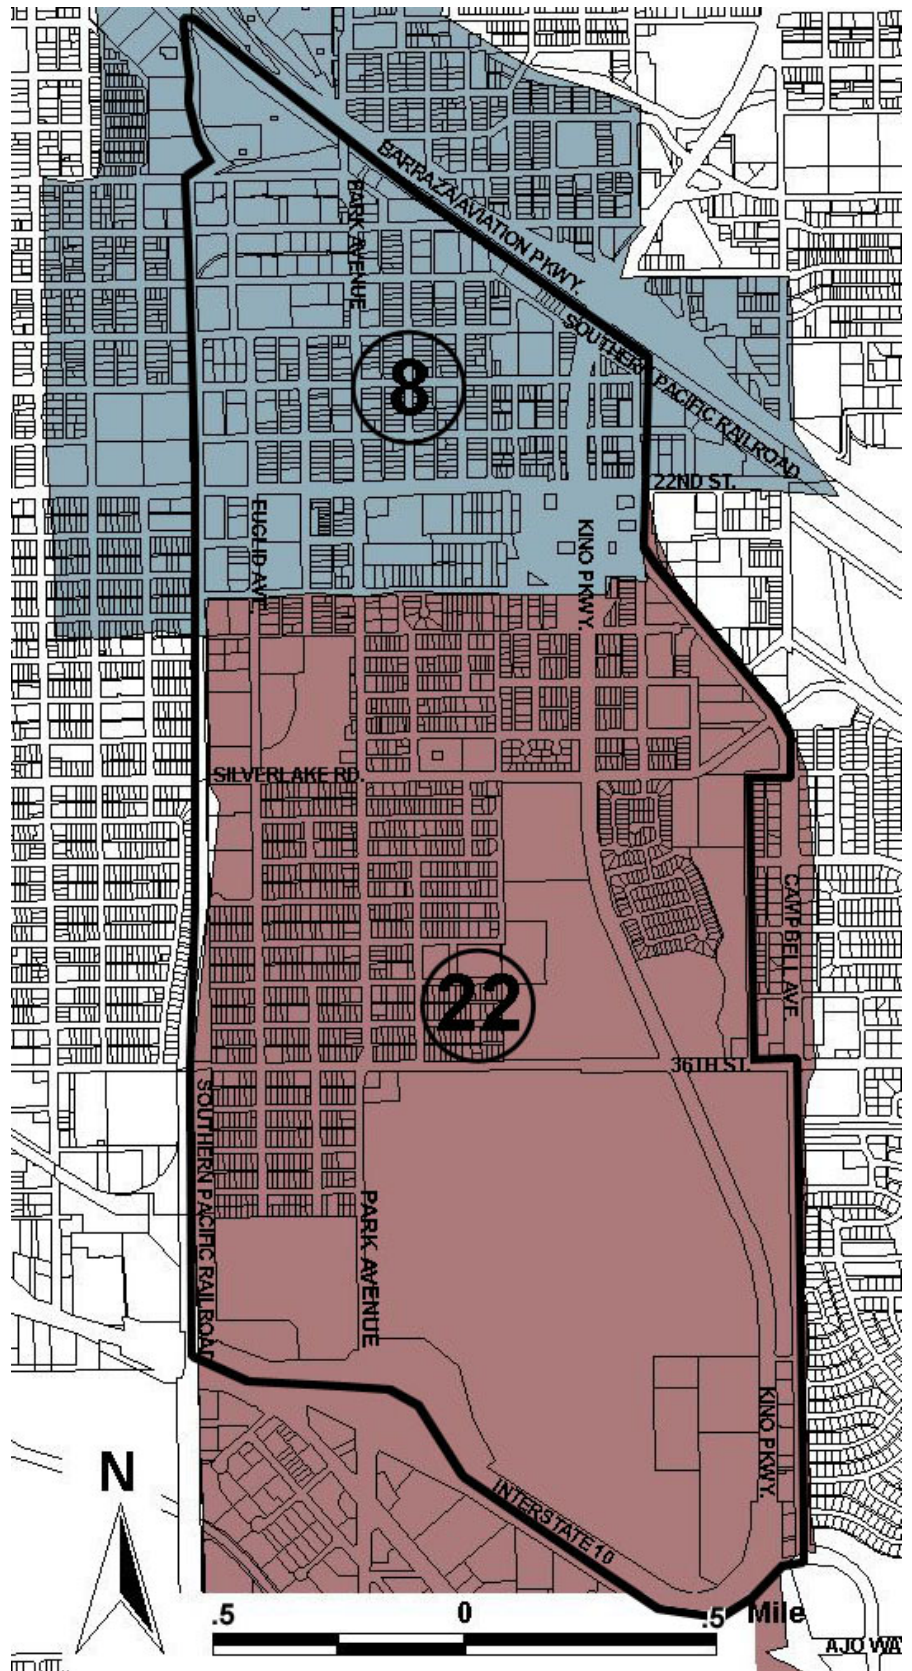 BARRAZA/AVIATION PKWY.
PARK AVENUE
SOUTHERN PACIFIC RAILROAD
8
22ND ST.
EUCLID AVE.
KINO PKWY.
SILVERLAKE RD.
CAMPBELL AVE.
22
36TH ST.
SOUTHERN PACIFIC RAILROAD
PARK AVENUE
KINO PKWY.
N
INTERSTATE 10
.5 0 .5 Mile
AJO WA